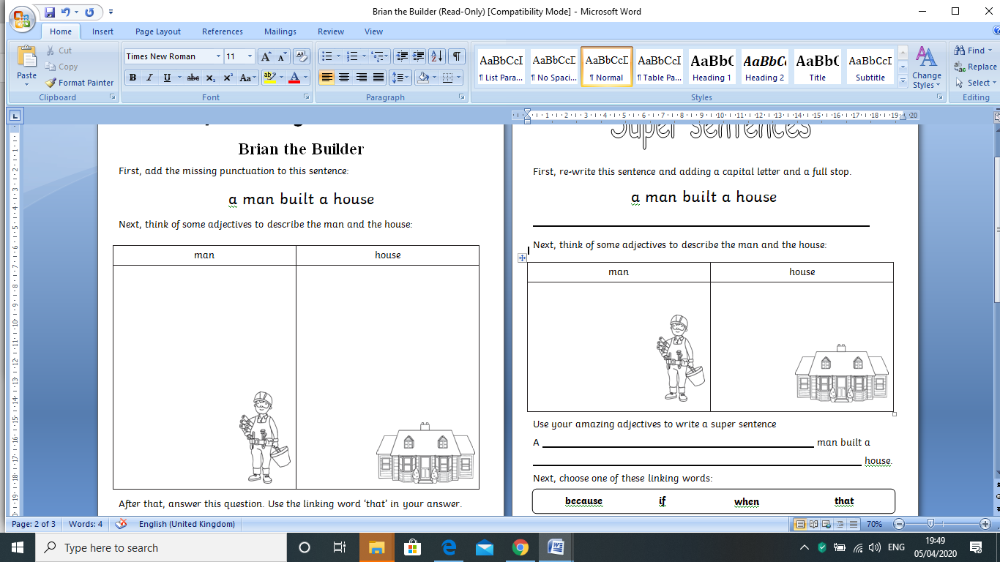 Brian the Builder (Read-Only) [Compatibility Mode] - Microsoft Word
Home Insert Page Layout References Mailings Review View
Paste
Cut
Copy
Format Painter
Clipboard
Times New Roman 11
B I U abc x₂ x² Aa
Font
Paragraph
AaBbCcI AaBbCcI AaBbCcI AaBbCcI AaBbC AaBbCc AaBbC AaBbCcI
¶ List Para... ¶ No Spaci... ¶ Normal ¶ Table Pa... Heading 1 Heading 2 Title Subtitle
Styles
Change Styles
Find
Replace
Select
Editing
1 2 3 4 5 6 7 8 9 10 11 12 13 14 15 16 17 18 19 20
Brian the Builder
First, add the missing punctuation to this sentence:
a man built a house
Next, think of some adjectives to describe the man and the house:
man house
After that, answer this question. Use the linking word ‘that’ in your answer.
Super Sentences
First, re-write this sentence and adding a capital letter and a full stop.
a man built a house
Next, think of some adjectives to describe the man and the house:
man house
Use your amazing adjectives to write a super sentence
A man built a
house.
Next, choose one of these linking words:
because if when that
Page: 2 of 3 Words: 4 English (United Kingdom) 70%
Type here to search
ENG
19:49
05/04/2020